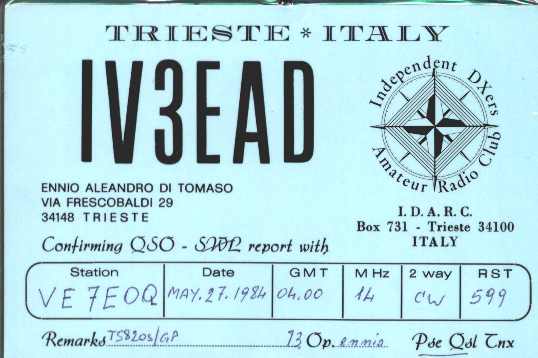 TRIESTE * ITALY
IV3EAD
Independent DXers
Amateur Radio Club
ENNIO ALEANDRO DI TOMASO
VIA FRESCOBALDI 29
34148 TRIESTE
I. D. A. R. C.
Box 731 - Trieste 34100
ITALY
Confirming QSO - SWL report with
Station Date GMT MHz 2 way RST
VE7EOQ MAY.27.1984 04.00 14 CW 599
Remarks TS820s/GP 73 Op. ennio Pse Qsl Tnx